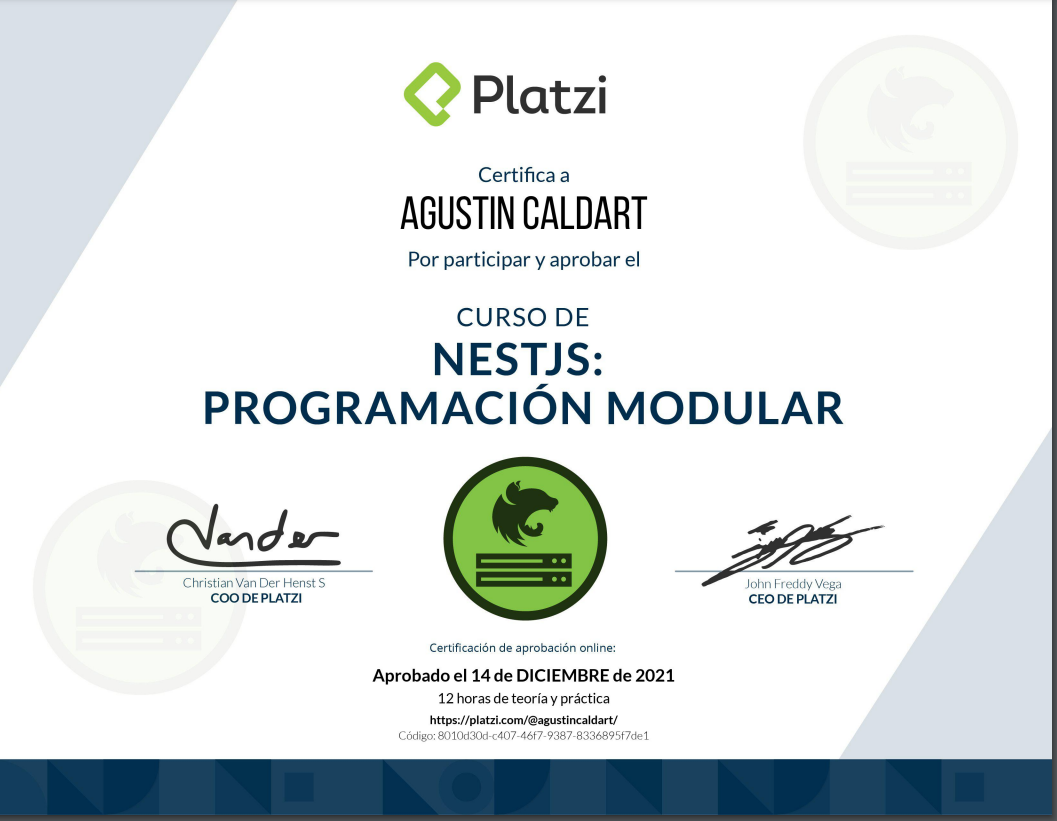 Platzi
Certifica a
AGUSTIN CALDART
Por participar y aprobar el
CURSO DE
NESTJS:
PROGRAMACIÓN MODULAR
Vander
Christian Van Der Henst S
COO DE PLATZI
John Freddy Vega
CEO DE PLATZI
Certificación de aprobación online:
Aprobado el 14 de DICIEMBRE de 2021
12 horas de teoría y práctica
https://platzi.com/@agustincaldart/
Código: 8010d30d-c407-46f7-9387-8336895f7de1